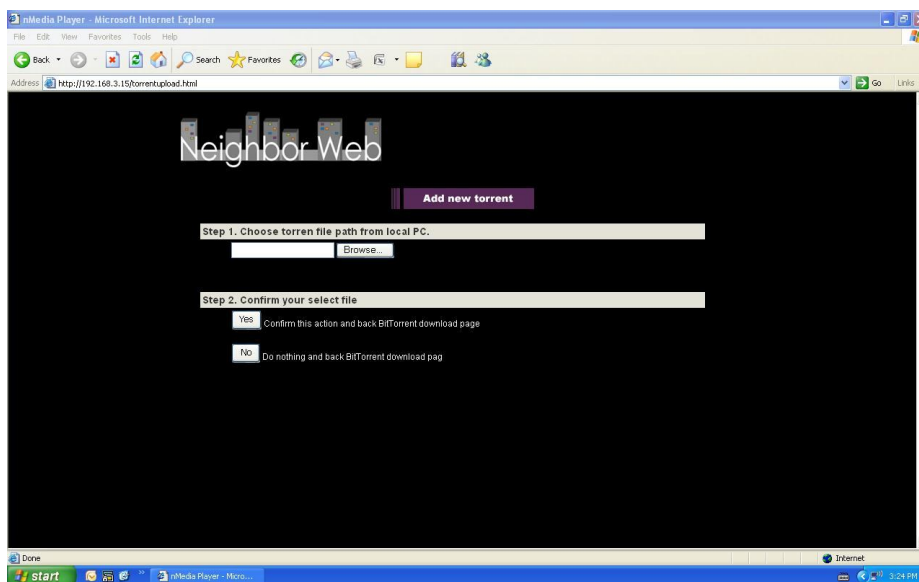 nMedia Player - Microsoft Internet Explorer
File Edit View Favorites Tools Help
Back Search Favorites
Address http://192.168.3.15/torrentupload.html Go Links
Neighbor Web
Add new torrent
Step 1. Choose torren file path from local PC.
Browse...
Step 2. Confirm your select file
Yes Confirm this action and back BitTorrent download page
No Do nothing and back BitTorrent download pag
Done Internet
start nMedia Player - Micro... 3:24 PM